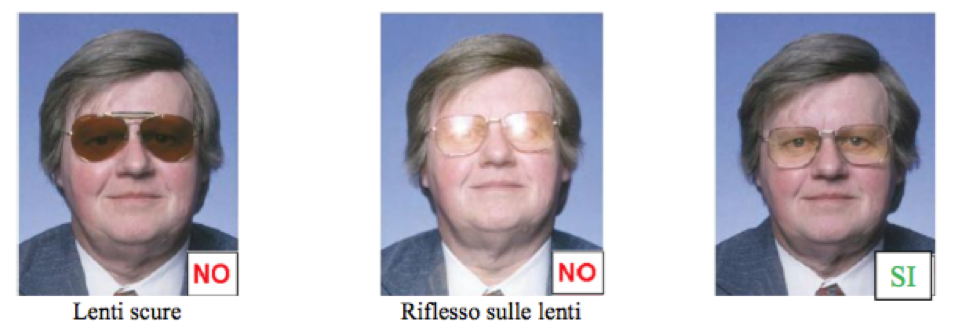 NO
NO
SI
Lenti scure
Riflesso sulle lenti